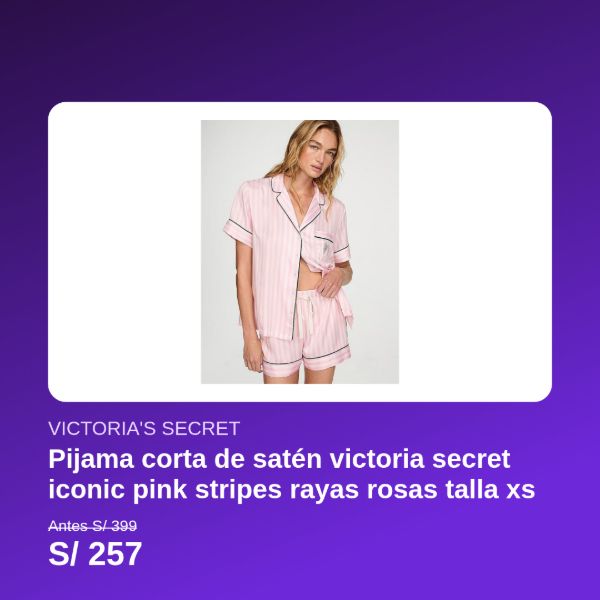 VICTORIA'S SECRET
Pijama corta de satén victoria secret
iconic pink stripes rayas rosas talla xs
Antes S/ 399
S/ 257